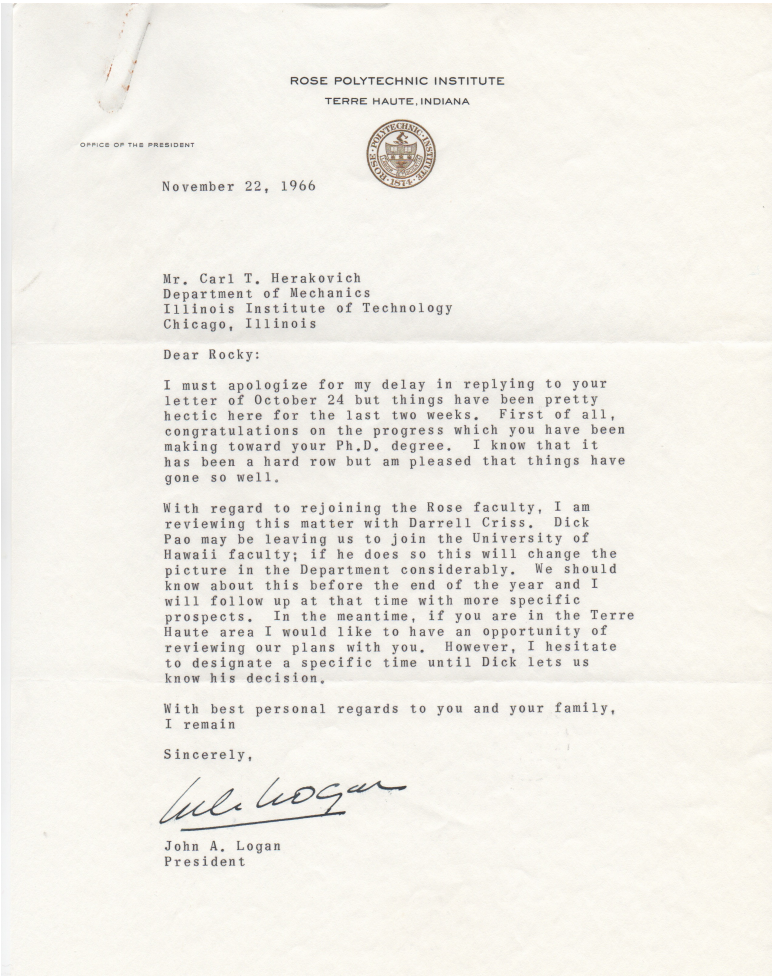 ROSE POLYTECHNIC INSTITUTE
TERRE HAUTE, INDIANA
OFFICE OF THE PRESIDENT
ROSE·POLYTECHNIC·INSTITUTE
·1874·
November 22, 1966
Mr. Carl T. Herakovich
Department of Mechanics
Illinois Institute of Technology
Chicago, Illinois
Dear Rocky:
I must apologize for my delay in replying to your
letter of October 24 but things have been pretty
hectic here for the last two weeks. First of all,
congratulations on the progress which you have been
making toward your Ph.D. degree. I know that it
has been a hard row but am pleased that things have
gone so well.
With regard to rejoining the Rose faculty, I am
reviewing this matter with Darrell Criss. Dick
Pao may be leaving us to join the University of
Hawaii faculty; if he does so this will change the
picture in the Department considerably. We should
know about this before the end of the year and I
will follow up at that time with more specific
prospects. In the meantime, if you are in the Terre
Haute area I would like to have an opportunity of
reviewing our plans with you. However, I hesitate
to designate a specific time until Dick lets us
know his decision.
With best personal regards to you and your family,
I remain
Sincerely,
Logan
John A. Logan
President